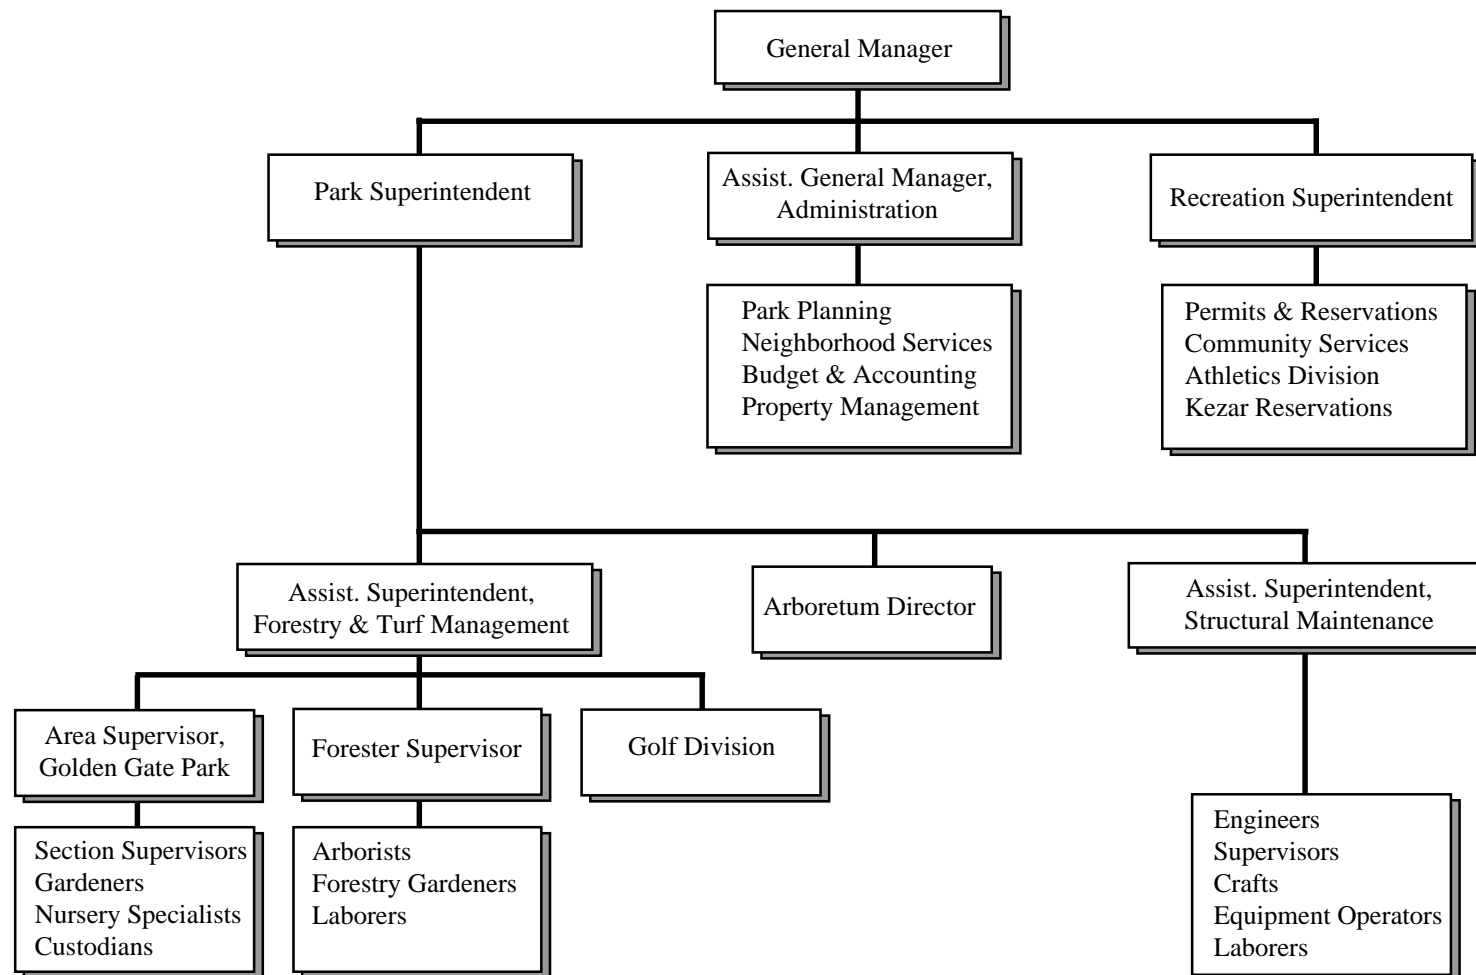 General Manager
Park Superintendent
Assist. General Manager,
Administration
Recreation Superintendent
Park Planning
Neighborhood Services
Budget & Accounting
Property Management
Permits & Reservations
Community Services
Athletics Division
Kezar Reservations
Assist. Superintendent,
Forestry & Turf Management
Arboretum Director
Assist. Superintendent,
Structural Maintenance
Area Supervisor,
Golden Gate Park
Forester Supervisor
Golf Division
Section Supervisors
Gardeners
Nursery Specialists
Custodians
Arborists
Forestry Gardeners
Laborers
Engineers
Supervisors
Crafts
Equipment Operators
Laborers